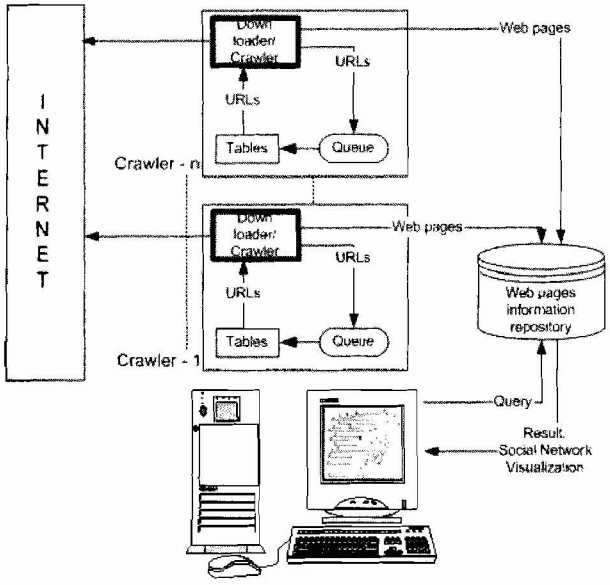 INTERNET
Down
loader/
Crawler
URLs
URLs
Tables
Queue
Crawler - n
Web pages
Down
loader/
Crawler
URLs
URLs
Tables
Queue
Crawler - 1
Web pages
Web pages
information
repository
Query
Result
Social Network
Visualization